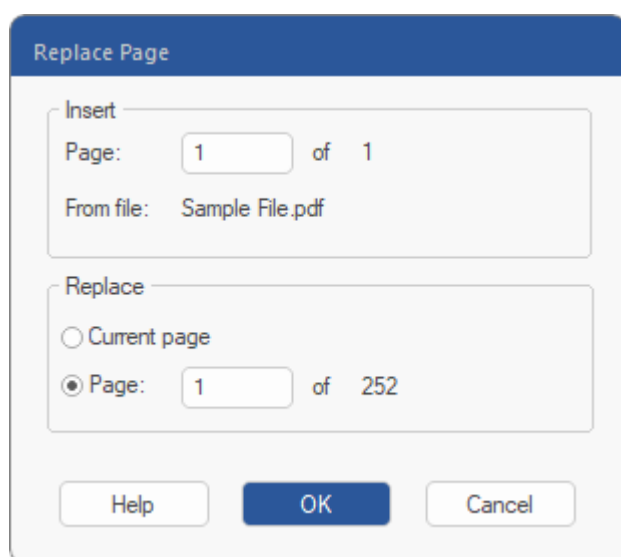 Replace Page
Insert
Page: 1 of 1
From file: Sample File.pdf
Replace
Current page
Page: 1 of 252
Help OK Cancel